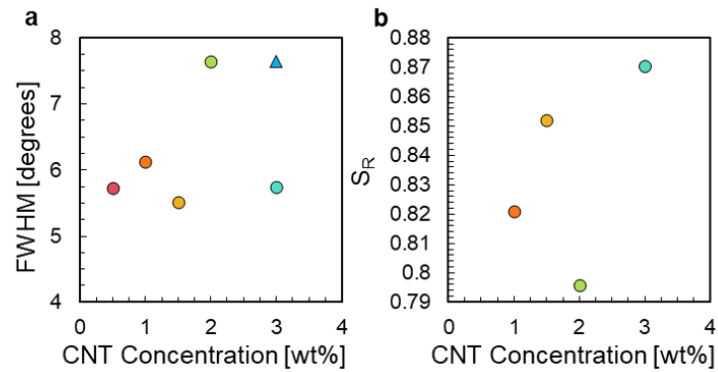 a
b
8
7
6
5
4
FWHM [degrees]
0 1 2 3 4
CNT Concentration [wt%]
0.88
0.87
0.86
0.85
0.84
0.83
0.82
0.81
0.8
0.79
S_R
0 1 2 3 4
CNT Concentration [wt%]